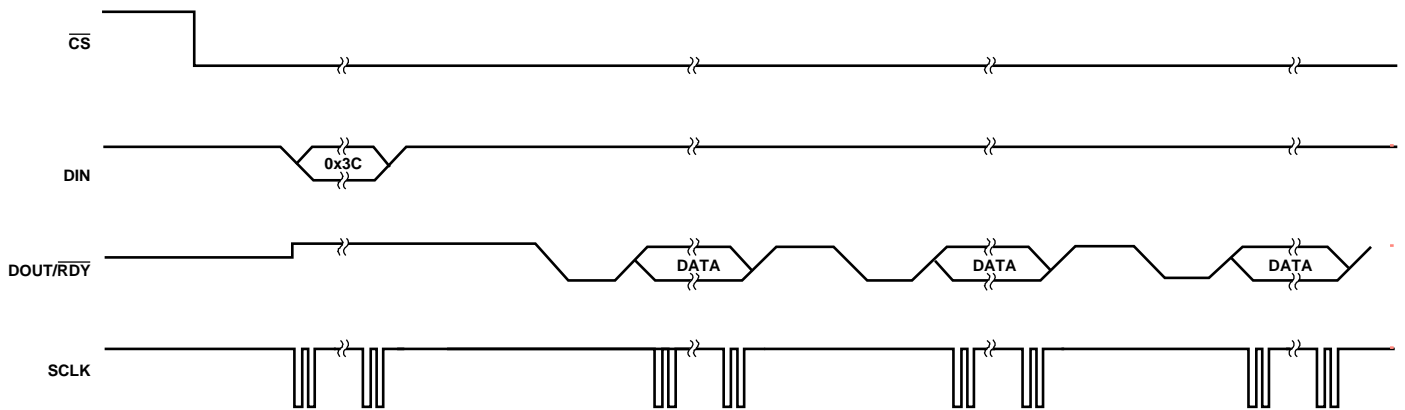 CS
DIN
0x3C
DOUT/RDY
DATA
DATA
DATA
SCLK